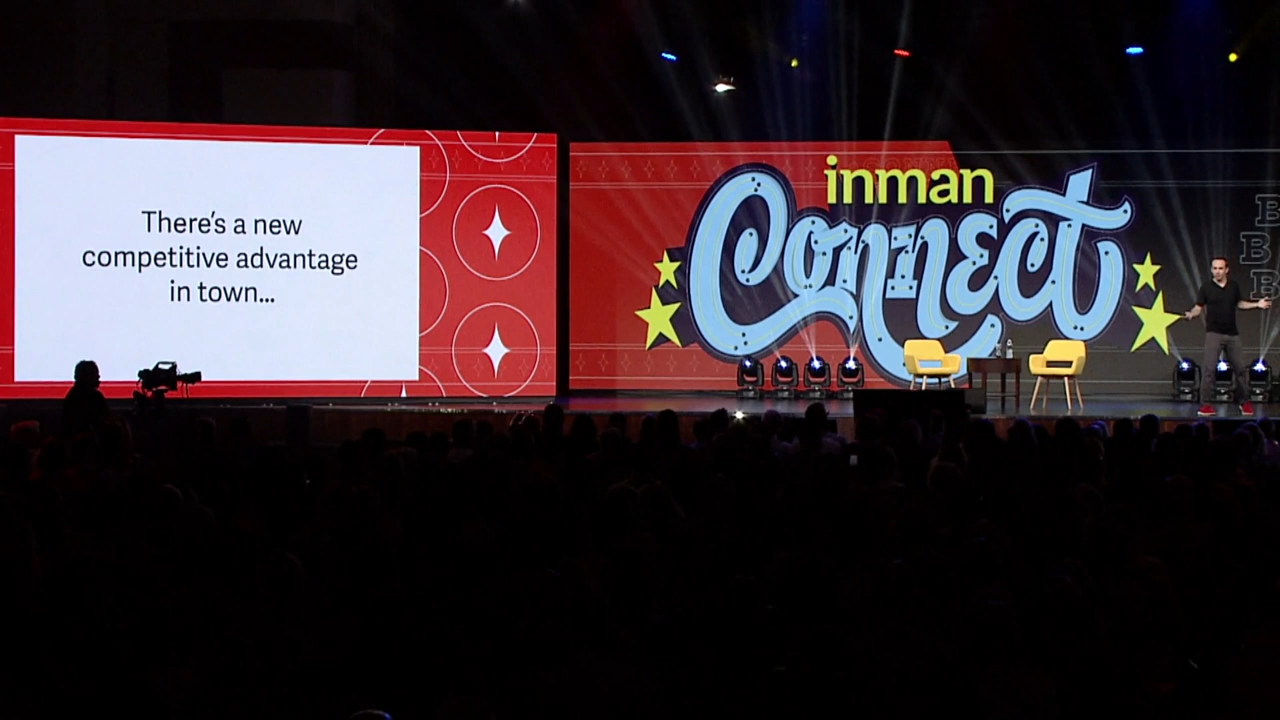 There's a new
competitive advantage
in town...
inman
Connect
B
B
B